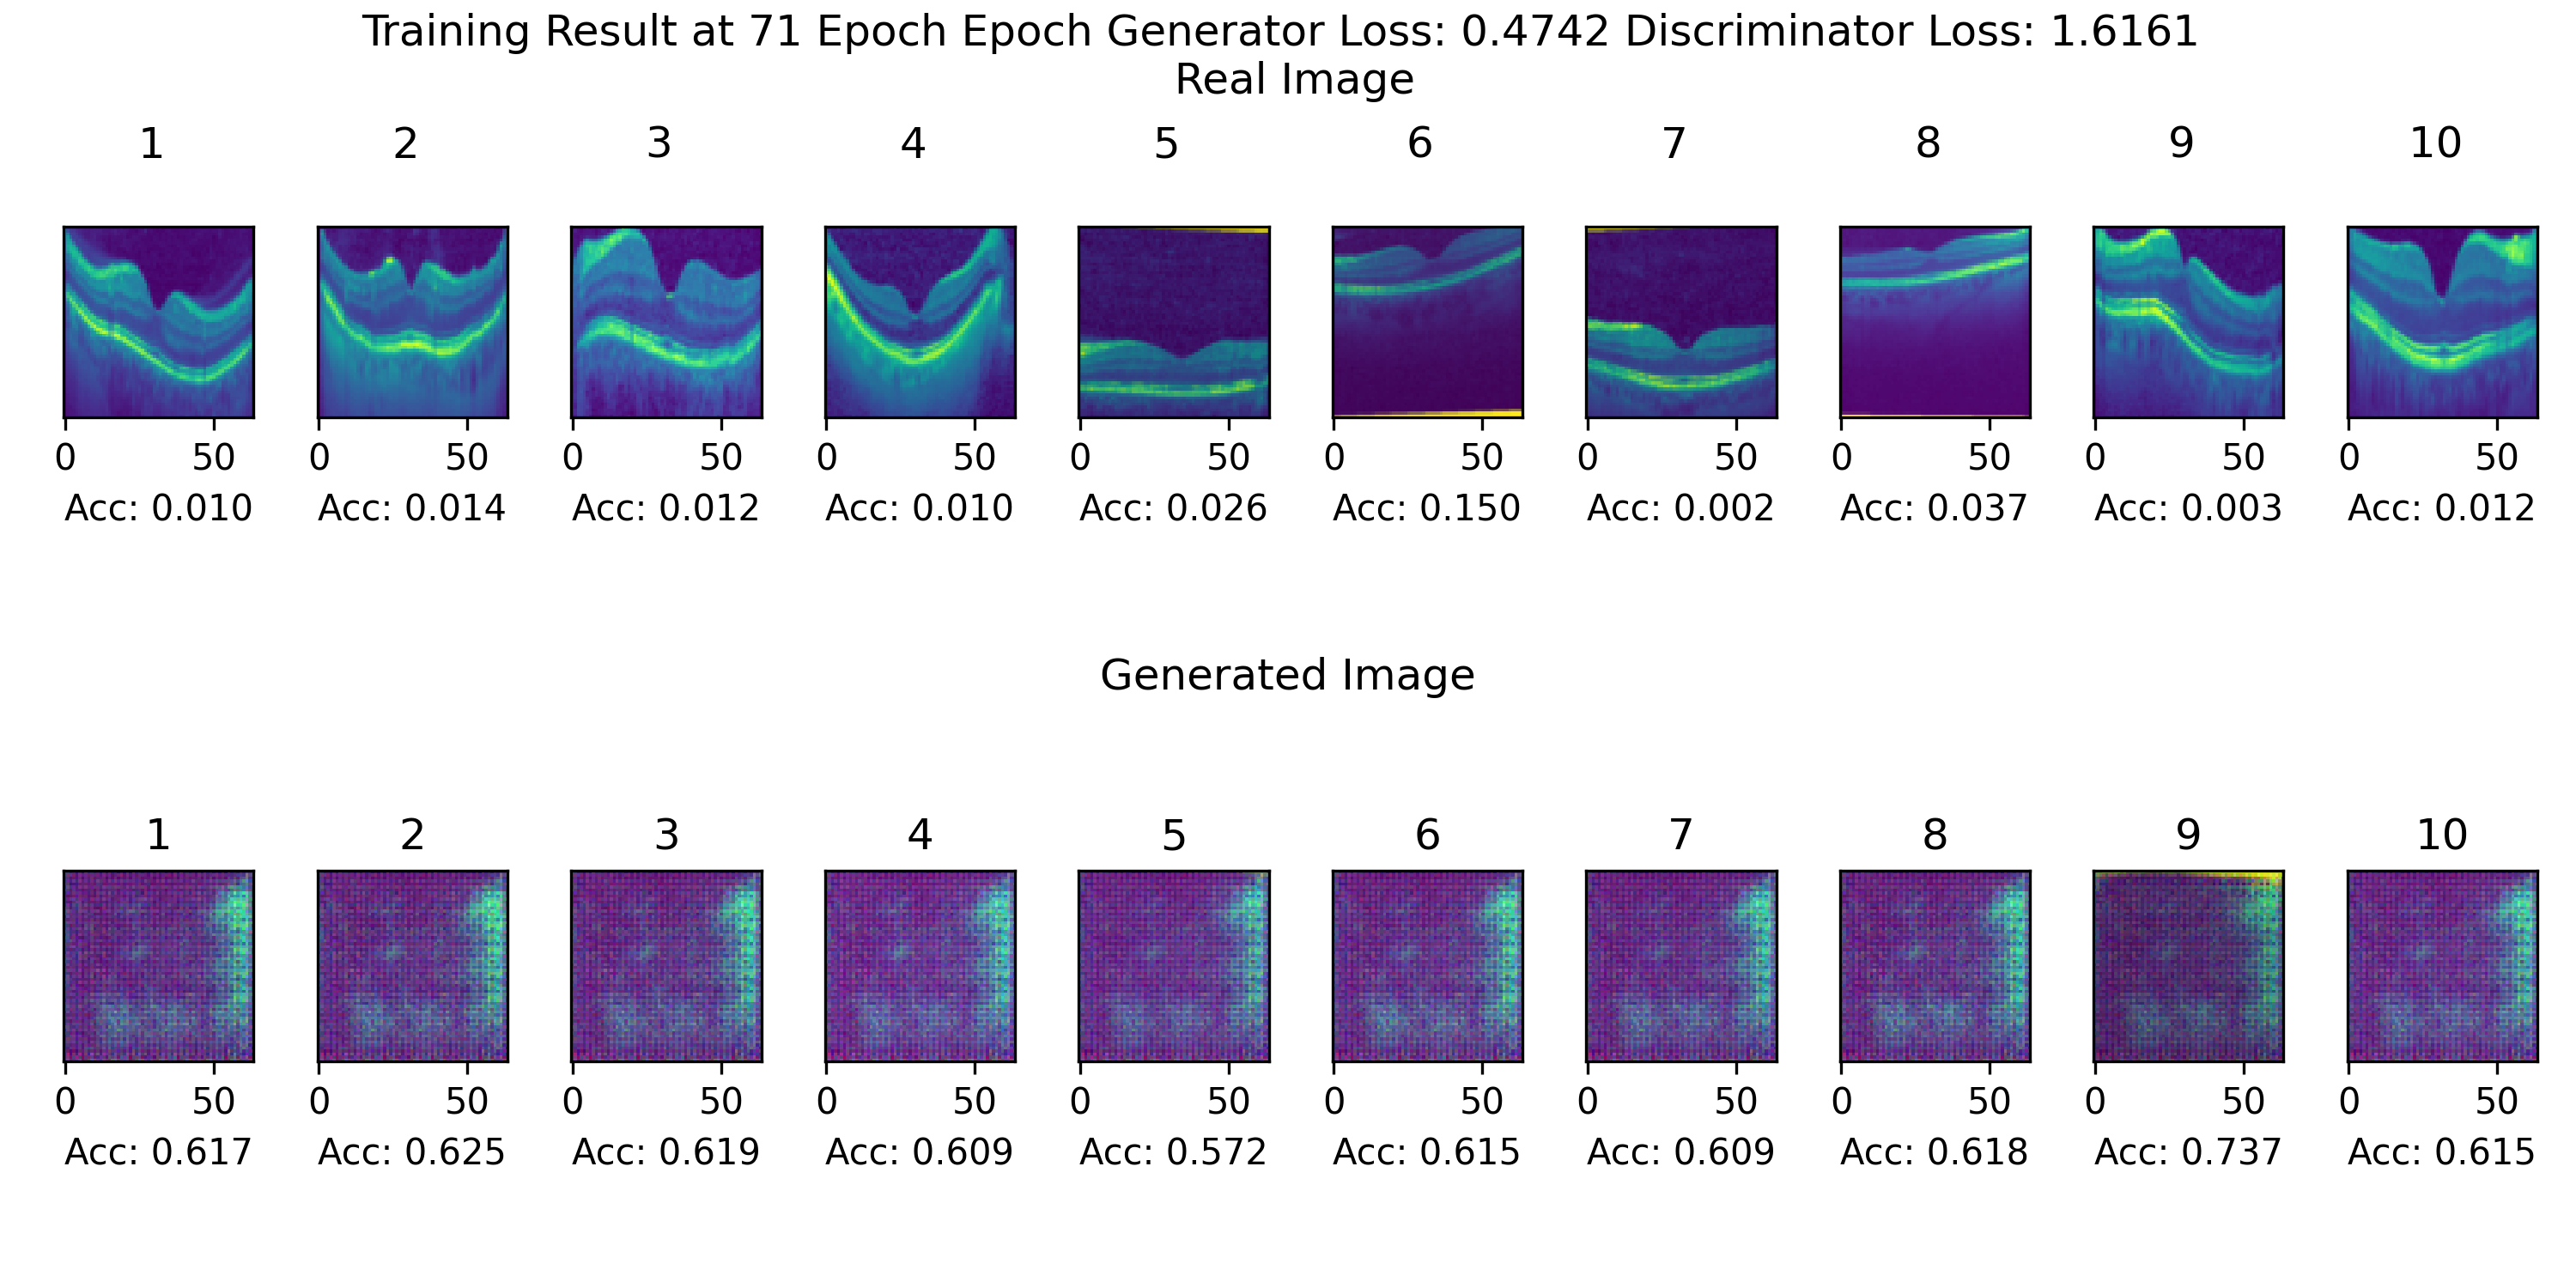 Training Result at 71 Epoch Epoch Generator Loss: 0.4742 Discriminator Loss: 1.6161
Real Image
1 2 3 4 5 6 7 8 9 10
0 50 0 50 0 50 0 50 0 50 0 50 0 50 0 50 0 50 0 50
Acc: 0.010 Acc: 0.014 Acc: 0.012 Acc: 0.010 Acc: 0.026 Acc: 0.150 Acc: 0.002 Acc: 0.037 Acc: 0.003 Acc: 0.012
Generated Image
1 2 3 4 5 6 7 8 9 10
0 50 0 50 0 50 0 50 0 50 0 50 0 50 0 50 0 50 0 50
Acc: 0.617 Acc: 0.625 Acc: 0.619 Acc: 0.609 Acc: 0.572 Acc: 0.615 Acc: 0.609 Acc: 0.618 Acc: 0.737 Acc: 0.615